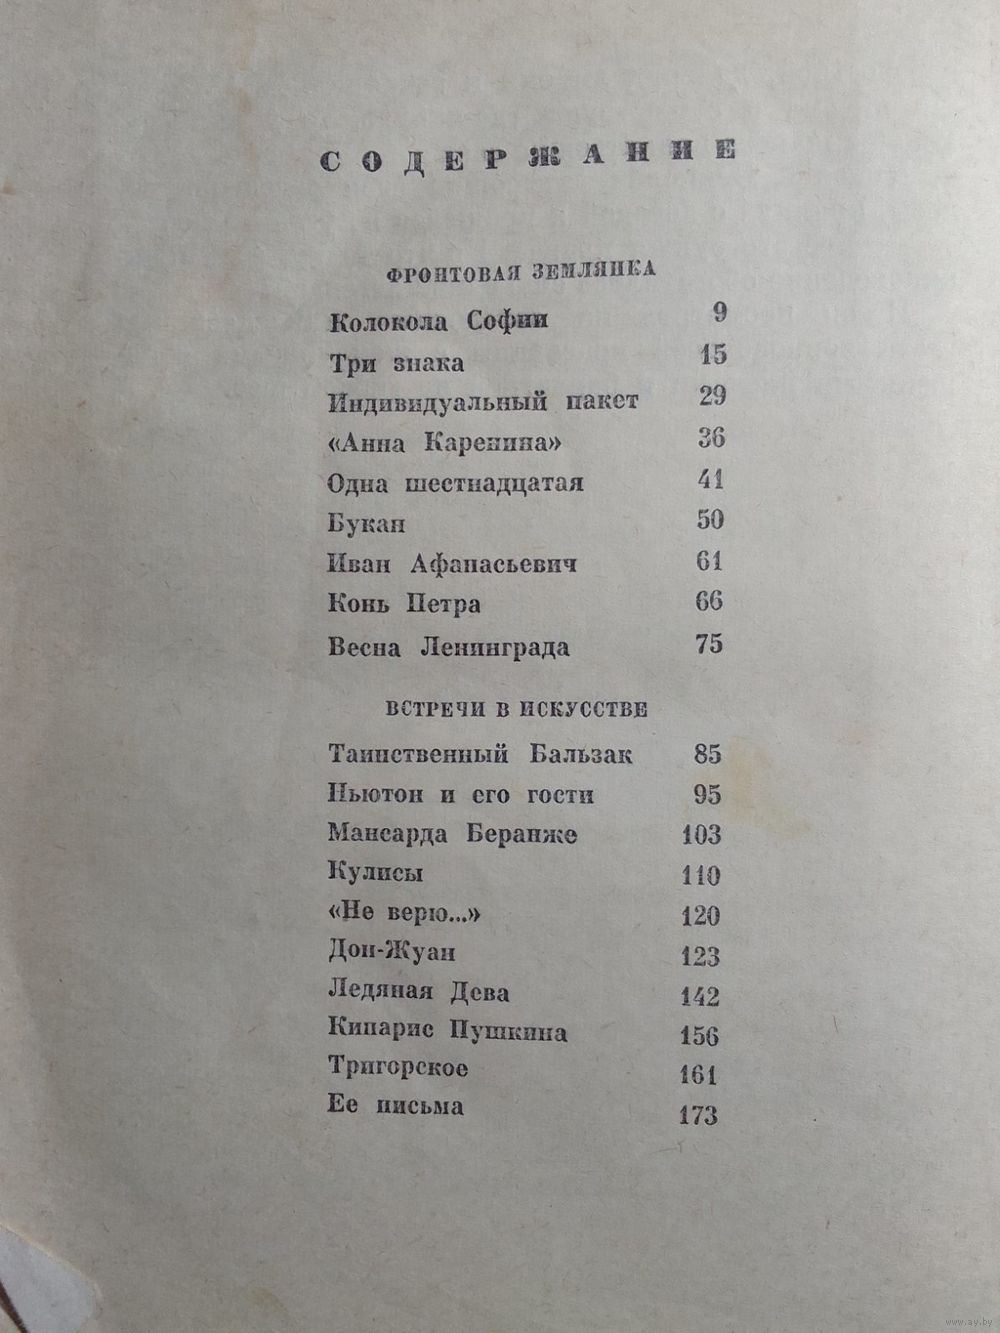 СОДЕРЖАНИЕ
ФРОНТОВАЯ ЗЕМЛЯНКА
Колокола Софии 9
Три знака 15
Индивидуальный пакет 29
«Анна Каренина» 36
Одна шестнадцатая 41
Букан 50
Иван Афанасьевич 61
Конь Петра 66
Весна Ленинграда 75
ВСТРЕЧИ В ИСКУССТВЕ
Таинственный Бальзак 85
Ньютон и его гости 95
Мансарда Беранже 103
Кулисы 110
«Не верю...» 120
Дон-Жуан 123
Ледяная Дева 142
Кипарис Пушкина 156
Тригорское 161
Ее письма 173
www.ay.by